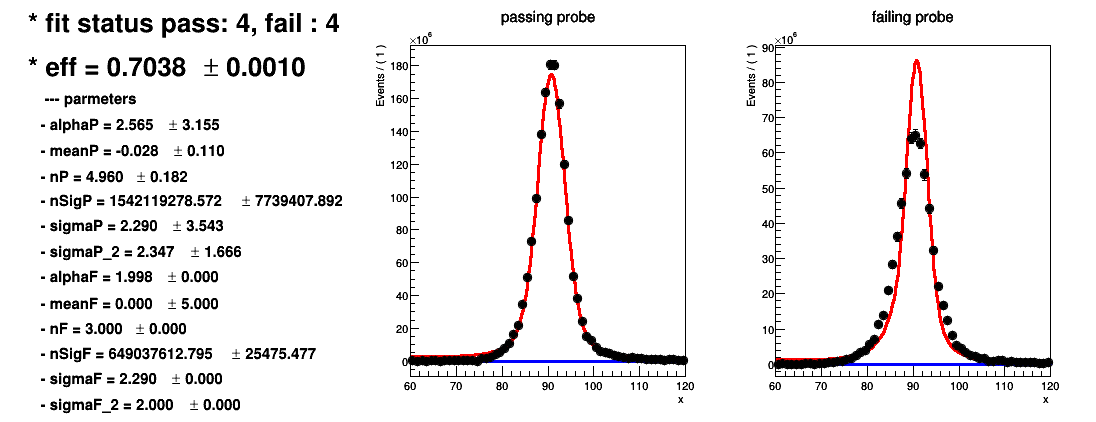 * fit status pass: 4, fail : 4
* eff = 0.7038 ± 0.0010
--- parmeters
- alphaP = 2.565 ± 3.155
- meanP = -0.028 ± 0.110
- nP = 4.960 ± 0.182
- nSigP = 1542119278.572 ± 7739407.892
- sigmaP = 2.290 ± 3.543
- sigmaP_2 = 2.347 ± 1.666
- alphaF = 1.998 ± 0.000
- meanF = 0.000 ± 5.000
- nF = 3.000 ± 0.000
- nSigF = 649037612.795 ± 25475.477
- sigmaF = 2.290 ± 0.000
- sigmaF_2 = 2.000 ± 0.000
passing probe
×10⁶
Events / ( 1 )
180
160
140
120
100
80
60
40
20
0
60 70 80 90 100 110 120
x
failing probe
×10⁶
Events / ( 1 )
90
80
70
60
50
40
30
20
10
0
60 70 80 90 100 110 120
x